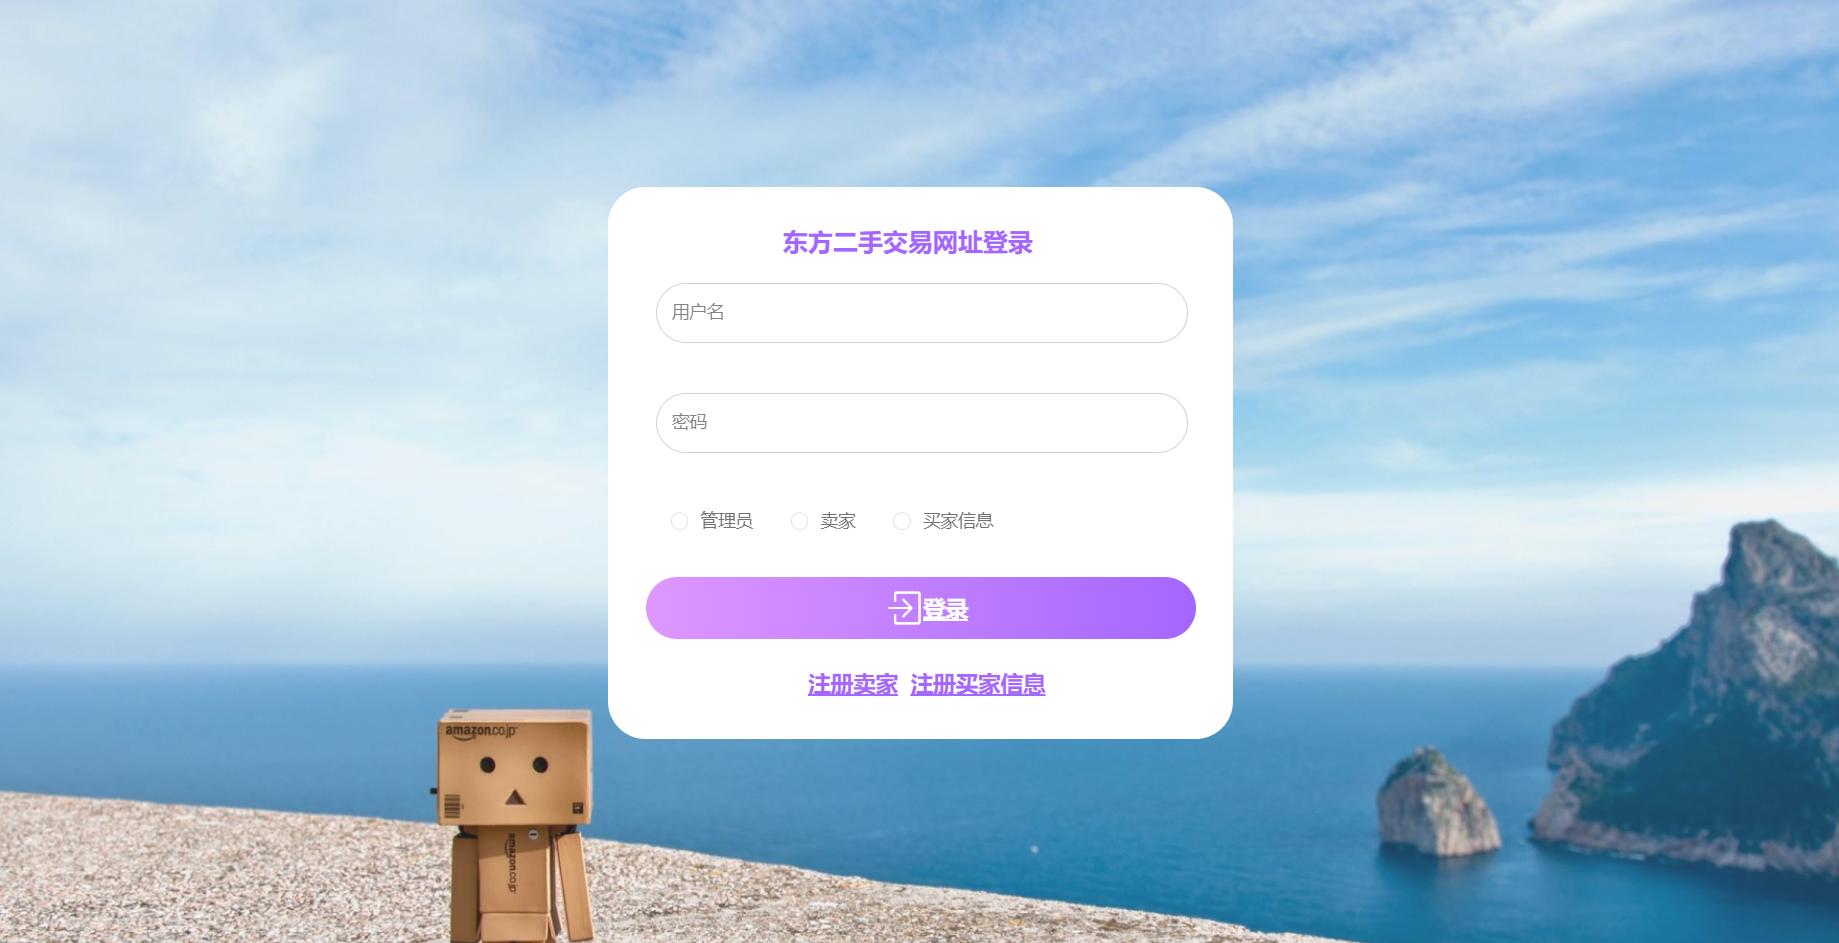 东方二手交易网址登录
用户名
密码
管理员 卖家 买家信息
登录
注册卖家 注册买家信息
amazon.co.jp
amazon.co.jp